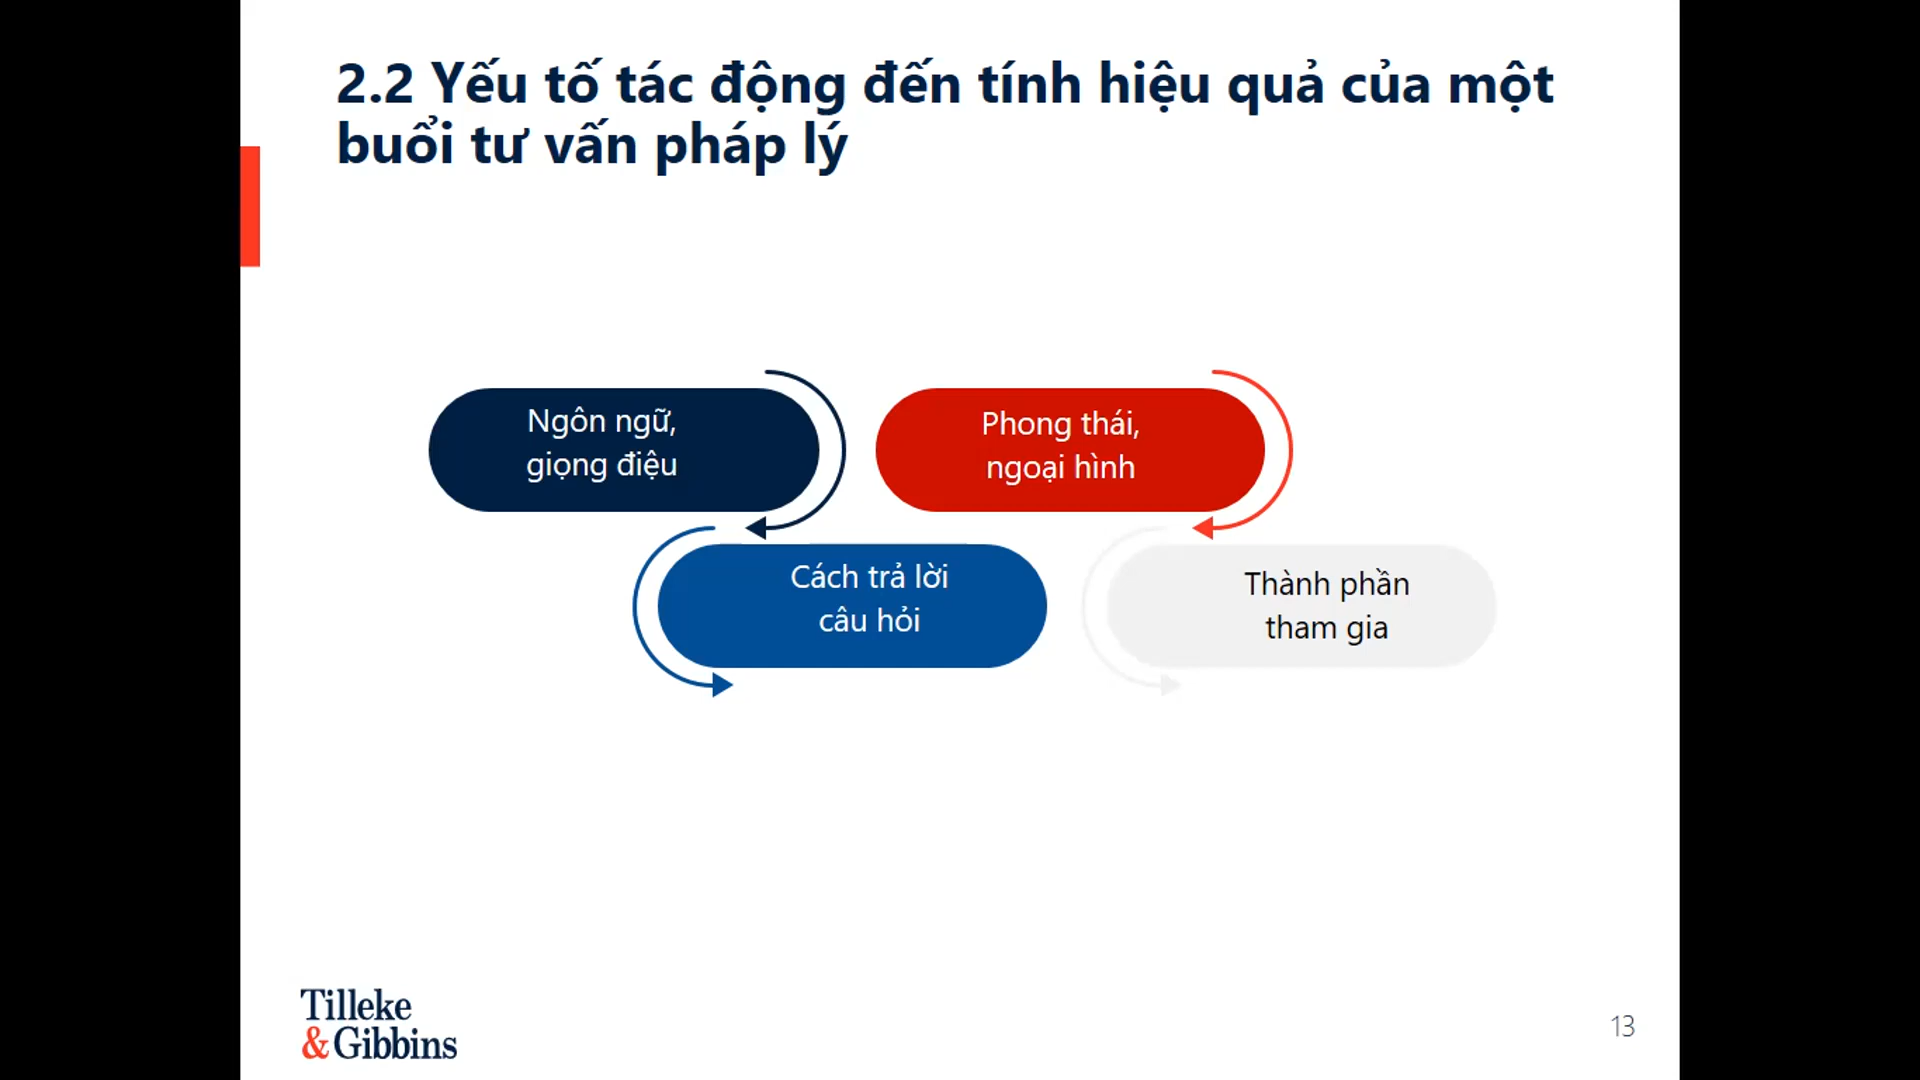 2.2 Yếu tố tác động đến tính hiệu quả của một
buổi tư vấn pháp lý
Ngôn ngữ,
giọng điệu
Phong thái,
ngoại hình
Cách trả lời
câu hỏi
Thành phần
tham gia
Tilleke
&Gibbins
13